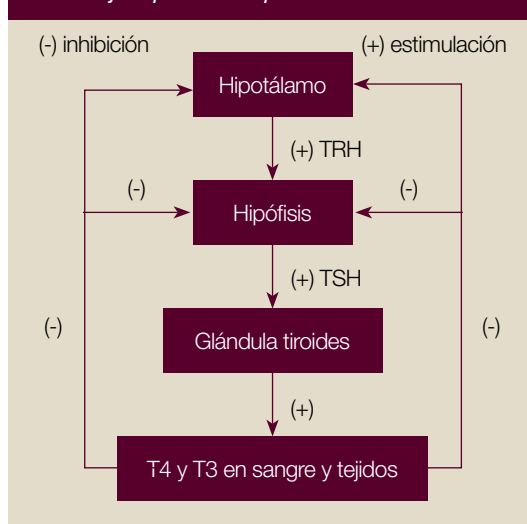 (-) inhibición
(+) estimulación
Hipotálamo
(+) TRH
(-)
(-)
Hipófisis
(+) TSH
(-)
(-)
Glándula tiroides
(+)
T4 y T3 en sangre y tejidos